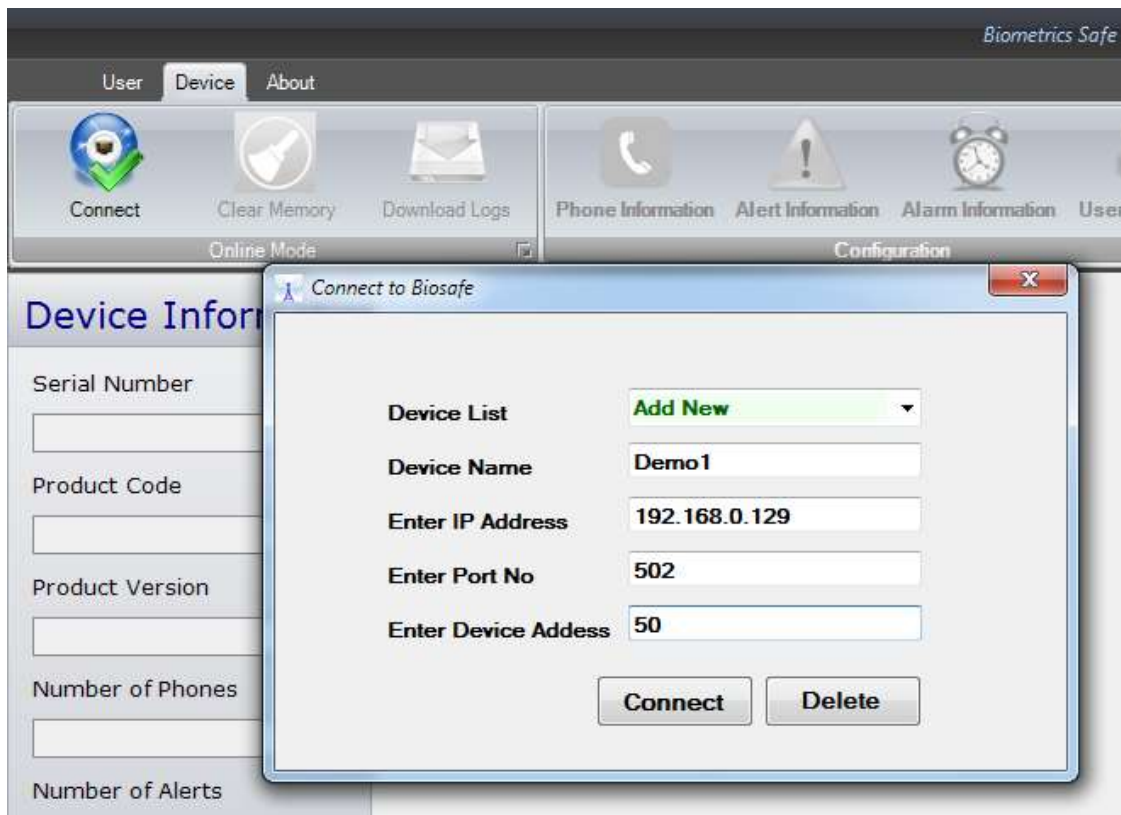 Biometrics Safe
User Device About
Connect Clear Memory Download Logs Phone Information Alert Information Alarm Information User
Online Mode Configuration
Connect to Biosafe
Device Infor
Serial Number
Product Code
Product Version
Number of Phones
Number of Alerts
Device List Add New
Device Name Demo1
Enter IP Address 192.168.0.129
Enter Port No 502
Enter Device Addess 50
Connect Delete